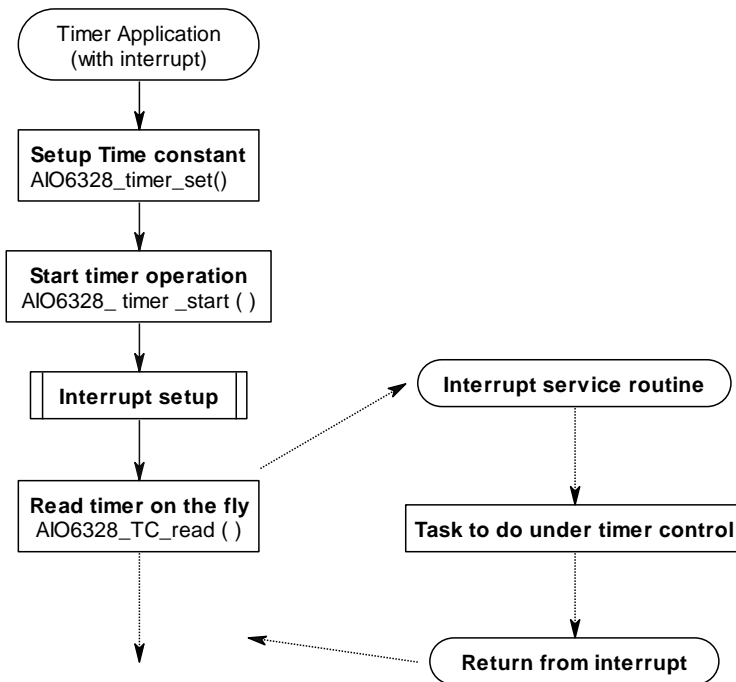 Timer Application
(with interrupt)
Setup Time constant
AIO6328_timer_set()
Start timer operation
AIO6328_ timer _start ( )
Interrupt setup
Read timer on the fly
AIO6328_TC_read ( )
Interrupt service routine
Task to do under timer control
Return from interrupt